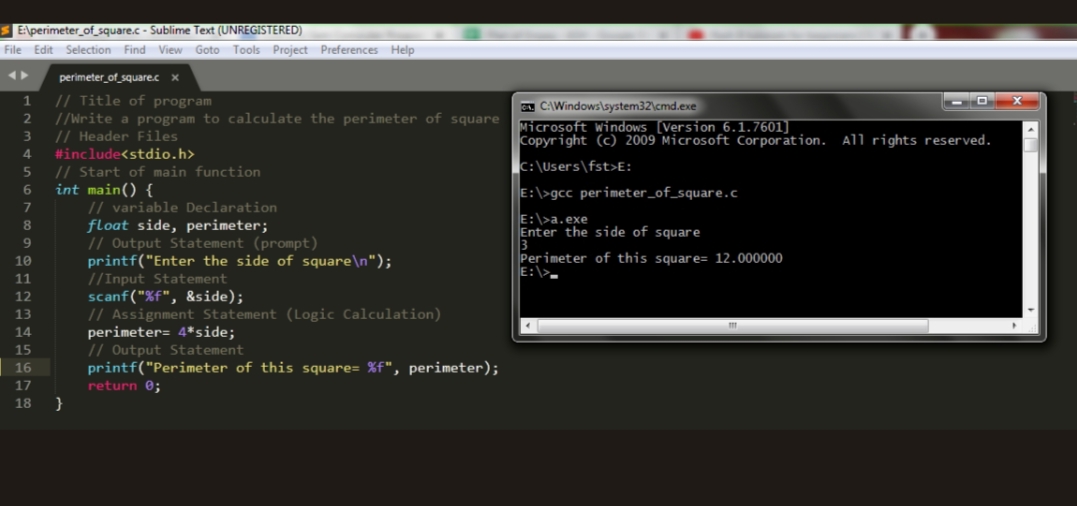 E:\perimeter_of_square.c - Sublime Text (UNREGISTERED)
File Edit Selection Find View Goto Tools Project Preferences Help
perimeter_of_square.c x
1 // Title of program
2 //Write a program to calculate the perimeter of square
3 // Header Files
4 #include<stdio.h>
5 // Start of main function
6 int main() {
7 // variable Declaration
8 float side, perimeter;
9 // Output Statement (prompt)
10 printf("Enter the side of square\n");
11 //Input Statement
12 scanf("%f", &side);
13 // Assignment Statement (Logic Calculation)
14 perimeter= 4*side;
15 // Output Statement
16 printf("Perimeter of this square= %f", perimeter);
17 return 0;
18 }
C:\Windows\system32\cmd.exe
Microsoft Windows [Version 6.1.7601]
Copyright (c) 2009 Microsoft Corporation. All rights reserved.
C:\Users\fst>E:
E:\>gcc perimeter_of_square.c
E:\>a.exe
Enter the side of square
3
Perimeter of this square= 12.000000
E:\>